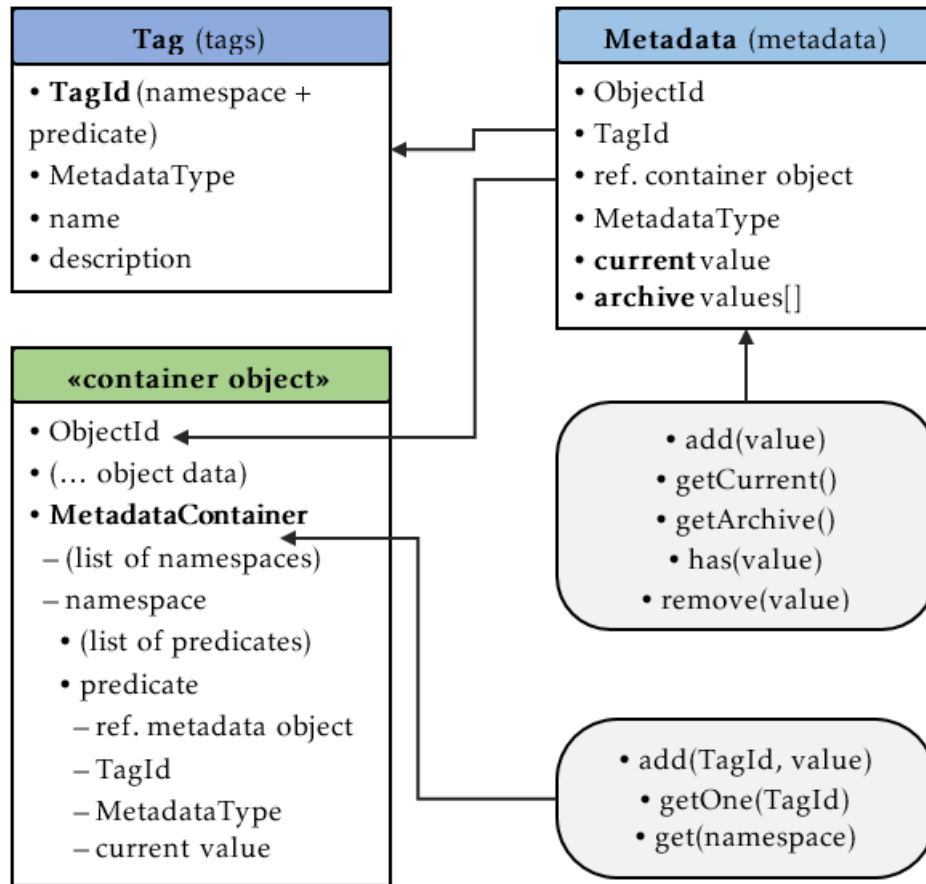 Tag (tags)
• TagId (namespace +
predicate)
• MetadataType
• name
• description
Metadada (metadata)
• ObjectId
• TagId
• ref. container object
• MetadataType
• current value
• archive values[]
«container object»
• ObjectId
• (... object data)
• MetadataContainer
– (list of namespaces)
– namespace
• (list of predicates)
• predicate
– ref. metadata object
– TagId
– MetadataType
– current value
• add(value)
• getCurrent()
• getArchive()
• has(value)
• remove(value)
• add(TagId, value)
• getOne(TagId)
• get(namespace)